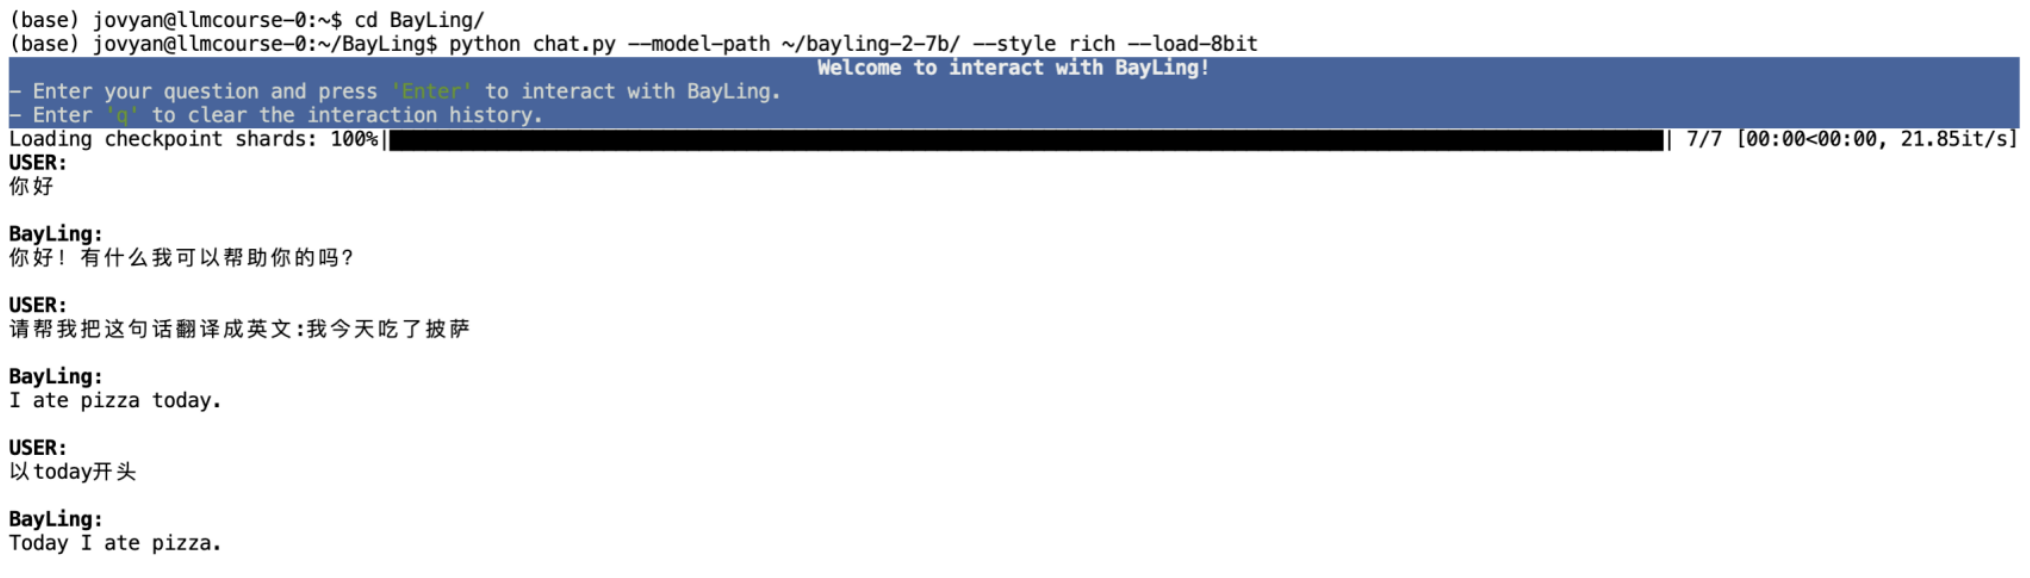 (base) jovyan@llmcourse-0:~$ cd BayLing/
(base) jovyan@llmcourse-0:~/BayLing$ python chat.py --model-path ~/bayling-2-7b/ --style rich --load-8bit
Welcome to interact with BayLing!
- Enter your question and press 'Enter' to interact with BayLing.
- Enter 'q' to clear the interaction history.
Loading checkpoint shards: 100%|██████████| 7/7 [00:00<00:00, 21.85it/s]
USER:
你好
BayLing:
你好！有什么我可以帮助你的吗？
USER:
请帮我把这句话翻译成英文:我今天吃了披萨
BayLing:
I ate pizza today.
USER:
以today开头
BayLing:
Today I ate pizza.